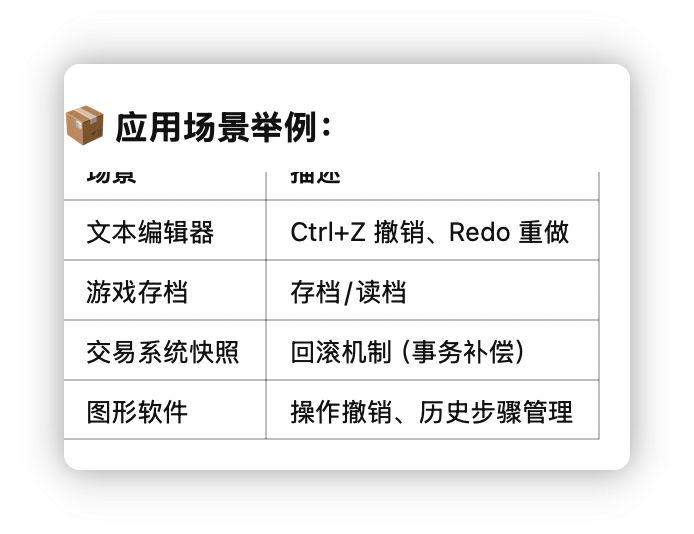 📦 应用场景举例：
场景 描述
文本编辑器 Ctrl+Z 撤销、Redo 重做
游戏存档 存档/读档
交易系统快照 回滚机制（事务补偿）
图形软件 操作撤销、历史步骤管理